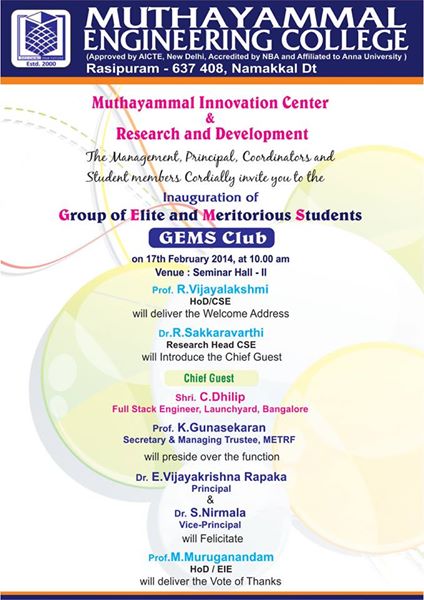 MUTHAYAMMAL
ENGINEERING COLLEGE
(Approved by AICTE, New Delhi, Accredited by NBA and Affiliated to Anna University )
Rasipuram - 637 408, Namakkal Dt
Estd. 2000
Muthayammal Innovation Center
&
Research and Development
The Management, Principal, Coordinators and
Student members Cordially invite you to the
Inauguration of
Group of Elite and Meritorious Students
GEMS Club
on 17th February 2014, at 10.00 am
Venue : Seminar Hall - II
Prof. R.Vijayalakshmi
HoD/CSE
will deliver the Welcome Address
Dr.R.Sakkaravarthi
Research Head CSE
will Introduce the Chief Guest
Chief Guest
Shri. C.Dhilip
Full Stack Engineer, Launchyard, Bangalore
Prof. K.Gunasekaran
Secretary & Managing Trustee, METRF
will preside over the function
Dr. E.Vijayakrishna Rapaka
Principal
&
Dr. S.Nirmala
Vice-Principal
will Felicitate
Prof.M.Muruganandam
HoD / EIE
will deliver the Vote of Thanks